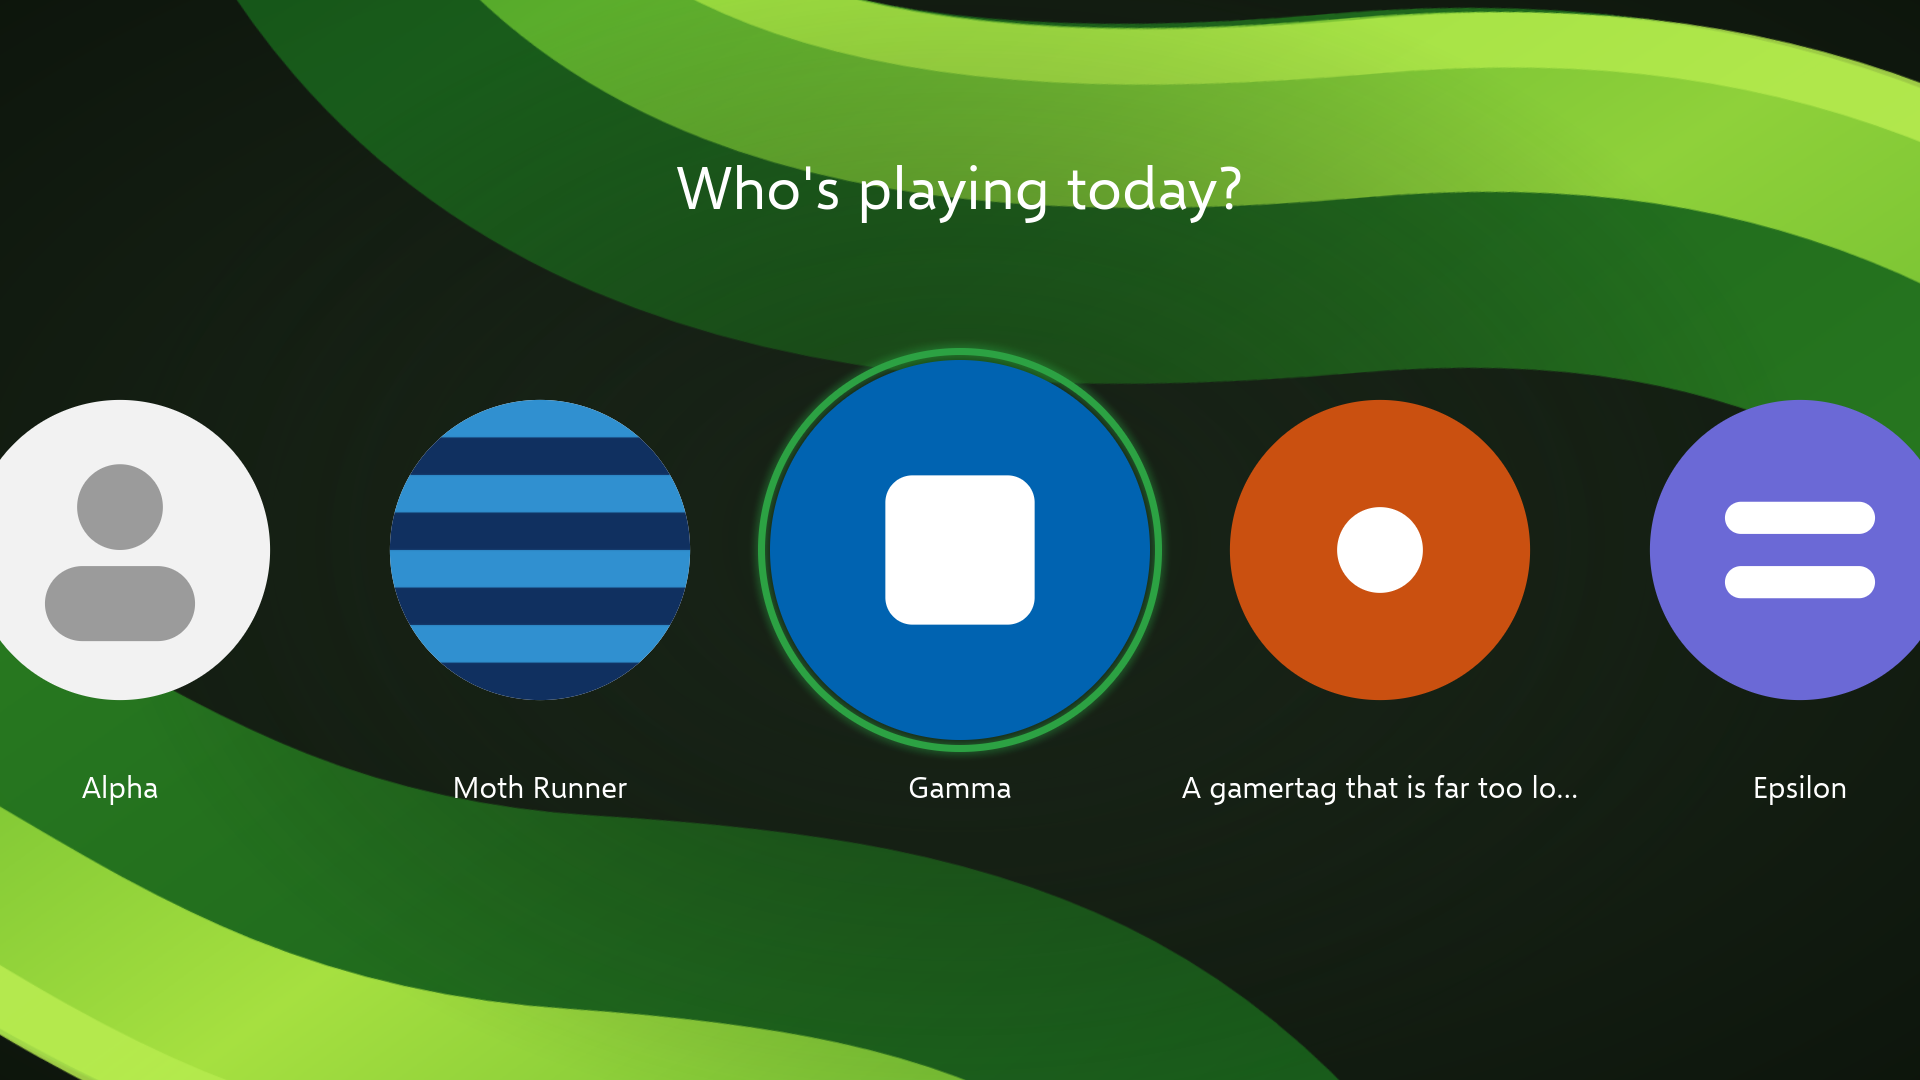 Who's playing today?
Alpha
Moth Runner
Gamma
A gamertag that is far too lo...
Epsilon